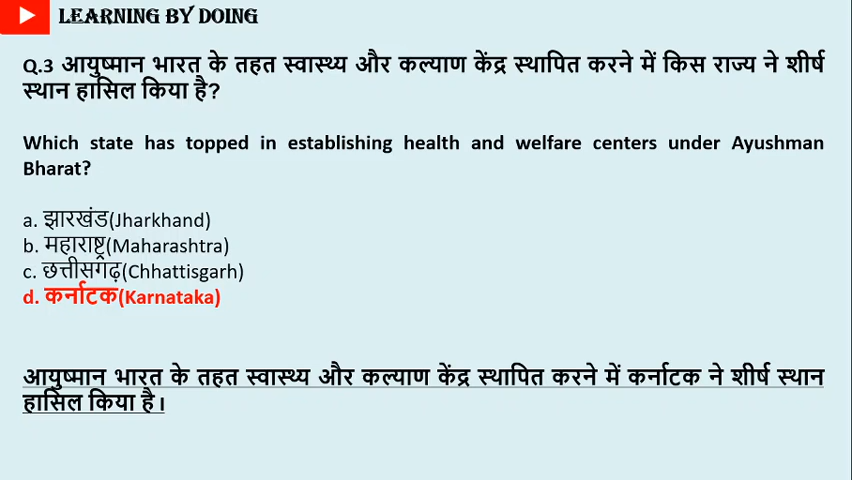 LEARNING BY DOING
Q.3 आयुष्मान भारत के तहत स्वास्थ्य और कल्याण केंद्र स्थापित करने में किस राज्य ने शीर्ष
स्थान हासिल किया है?
Which state has topped in establishing health and welfare centers under Ayushman
Bharat?
a. झारखंड(Jharkhand)
b. महाराष्ट्र(Maharashtra)
c. छत्तीसगढ़(Chhattisgarh)
d. कर्नाटक(Karnataka)
आयुष्मान भारत के तहत स्वास्थ्य और कल्याण केंद्र स्थापित करने में कर्नाटक ने शीर्ष स्थान
हासिल किया है।